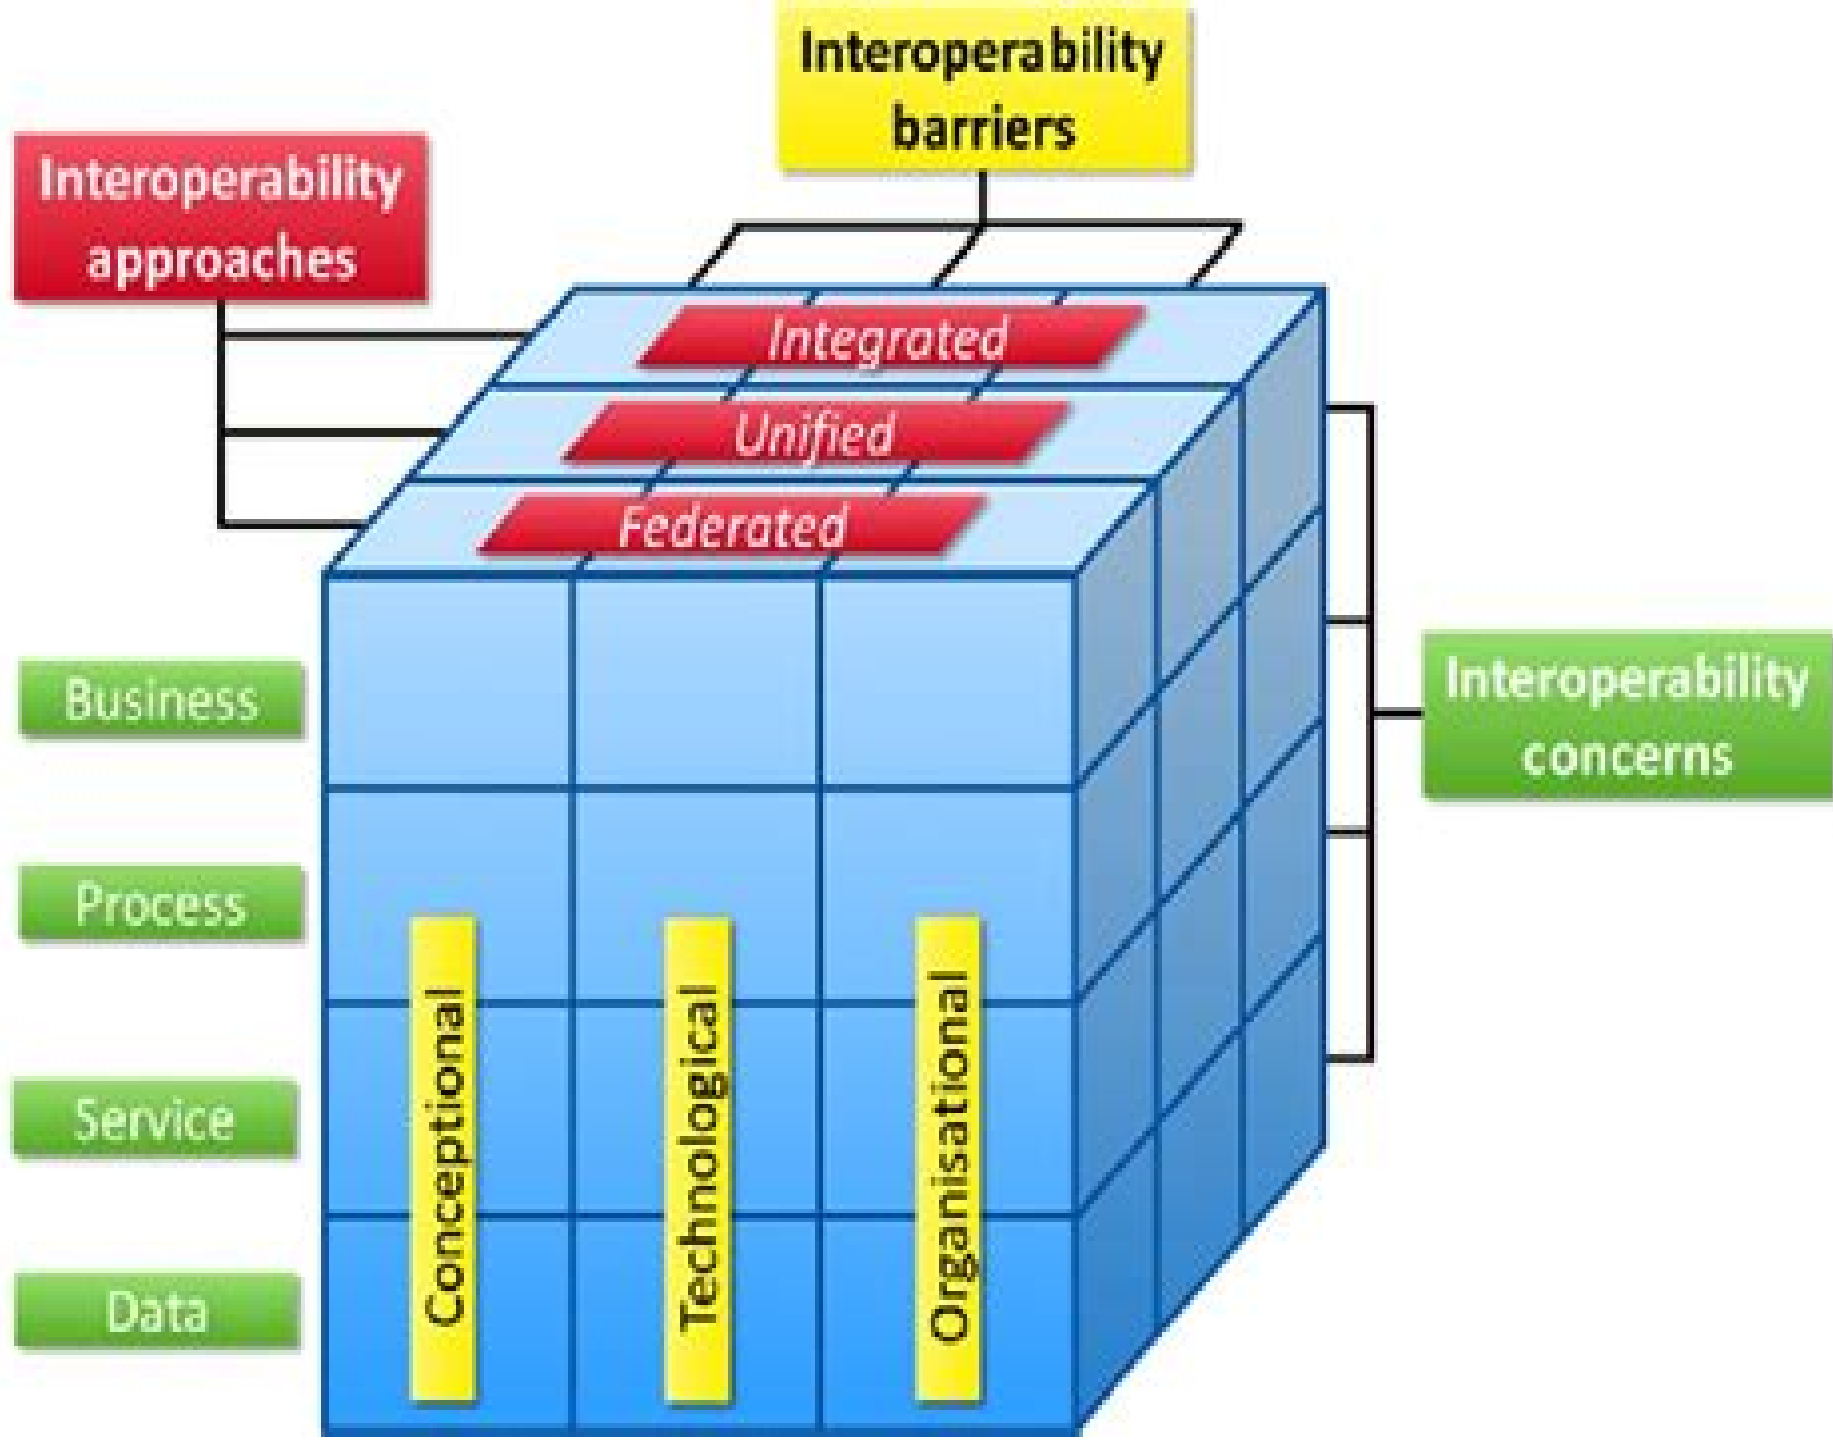 Interoperability
barriers
Interoperability
approaches
Integrated
Unified
Federated
Business
Process
Service
Data
Conceptional
Technological
Organisational
Interoperability
concerns